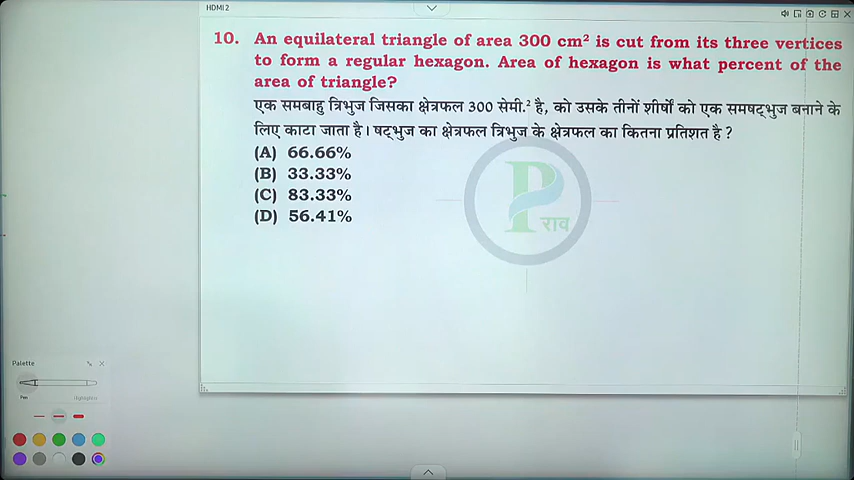 HDMI 2
10. An equilateral triangle of area 300 cm² is cut from its three vertices
to form a regular hexagon. Area of hexagon is what percent of the
area of triangle?
एक समबाहु त्रिभुज जिसका क्षेत्रफल 300 सेमी.² है, को उसके तीनों शीर्षों को एक समषट्भुज बनाने के
लिए काटा जाता है। षट्भुज का क्षेत्रफल त्रिभुज के क्षेत्रफल का कितना प्रतिशत है ?
(A) 66.66%
(B) 33.33%
(C) 83.33%
(D) 56.41%
P
राव
Palette
Pen
Highlighter